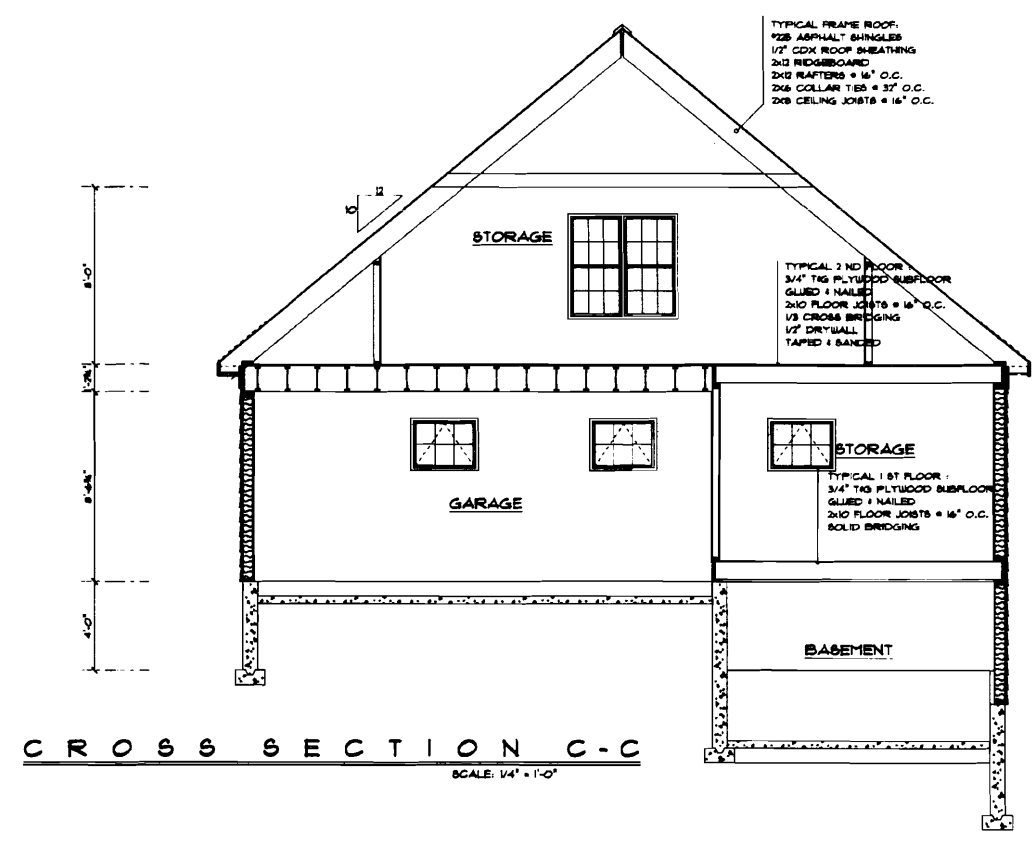 TYPICAL FRAME ROOF:
#225 ASPHALT SHINGLES
1/2" CDX ROOF SHEATHING
2x12 RIDGEBOARD
2X12 RAFTERS @ 16" O.C.
2X6 COLLAR TIES @ 32" O.C.
2X8 CEILING JOISTS @ 16" O.C.
12
10
STORAGE
8'-0"
TYPICAL 2 ND FLOOR :
3/4" T&G PLYWOOD SUBFLOOR
GLUED & NAILED
2x10 FLOOR JOISTS @ 16" O.C.
1/3 CROSS BRIDGING
1/2" DRYWALL
TAPED & SANDED
STORAGE
TYPICAL 1 ST FLOOR :
3/4" T&G PLYWOOD SUBFLOOR
GLUED & NAILED
2x10 FLOOR JOISTS @ 16" O.C.
SOLID BRIDGING
GARAGE
4'-0"
BASEMENT
CROSS SECTION C-C
SCALE: 1/4" = 1'-0"